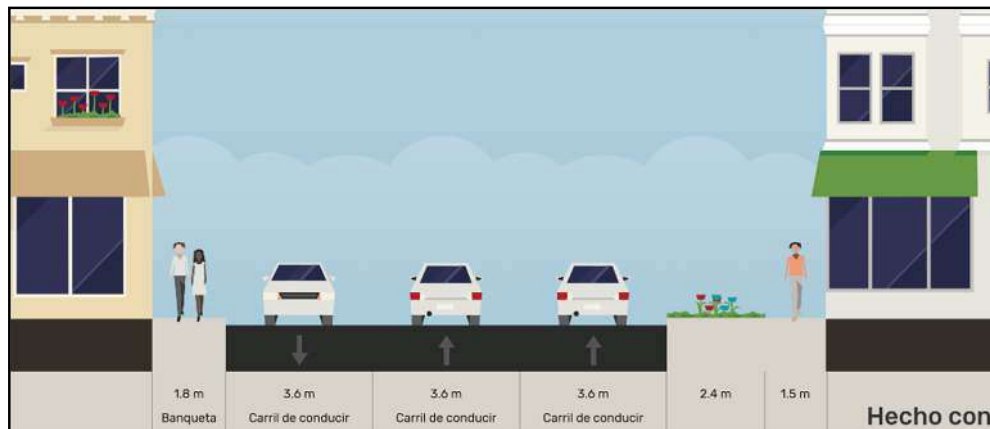 1.8 m 3.6 m 3.6 m 3.6 m 2.4 m 1.5 m
Banqueta Carril de conducir Carril de conducir Carril de conducir
Hecho con